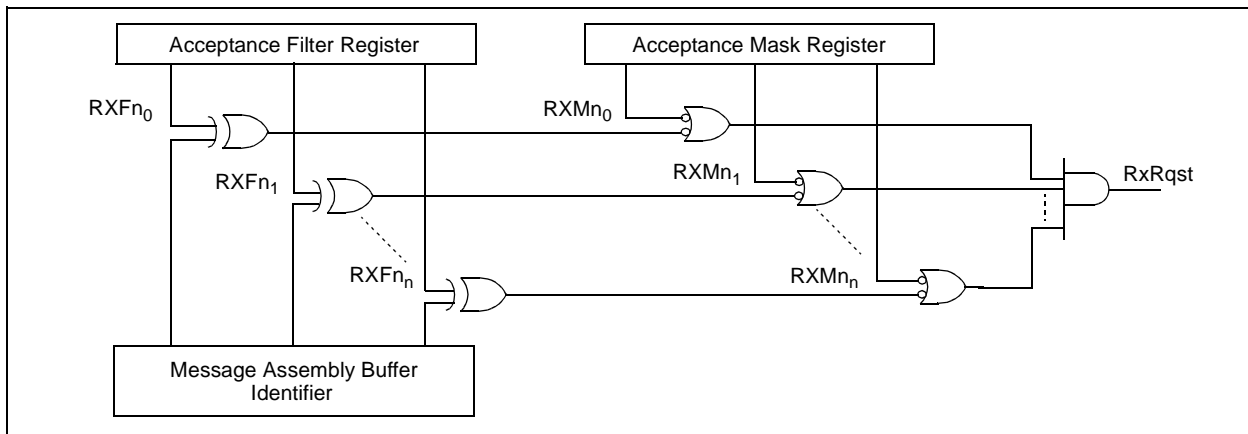 Acceptance Filter Register
Acceptance Mask Register
RXFn0
RXMn0
RXFn1
RXMn1
RxRqst
RXFnn
RXMnn
Message Assembly Buffer
Identifier